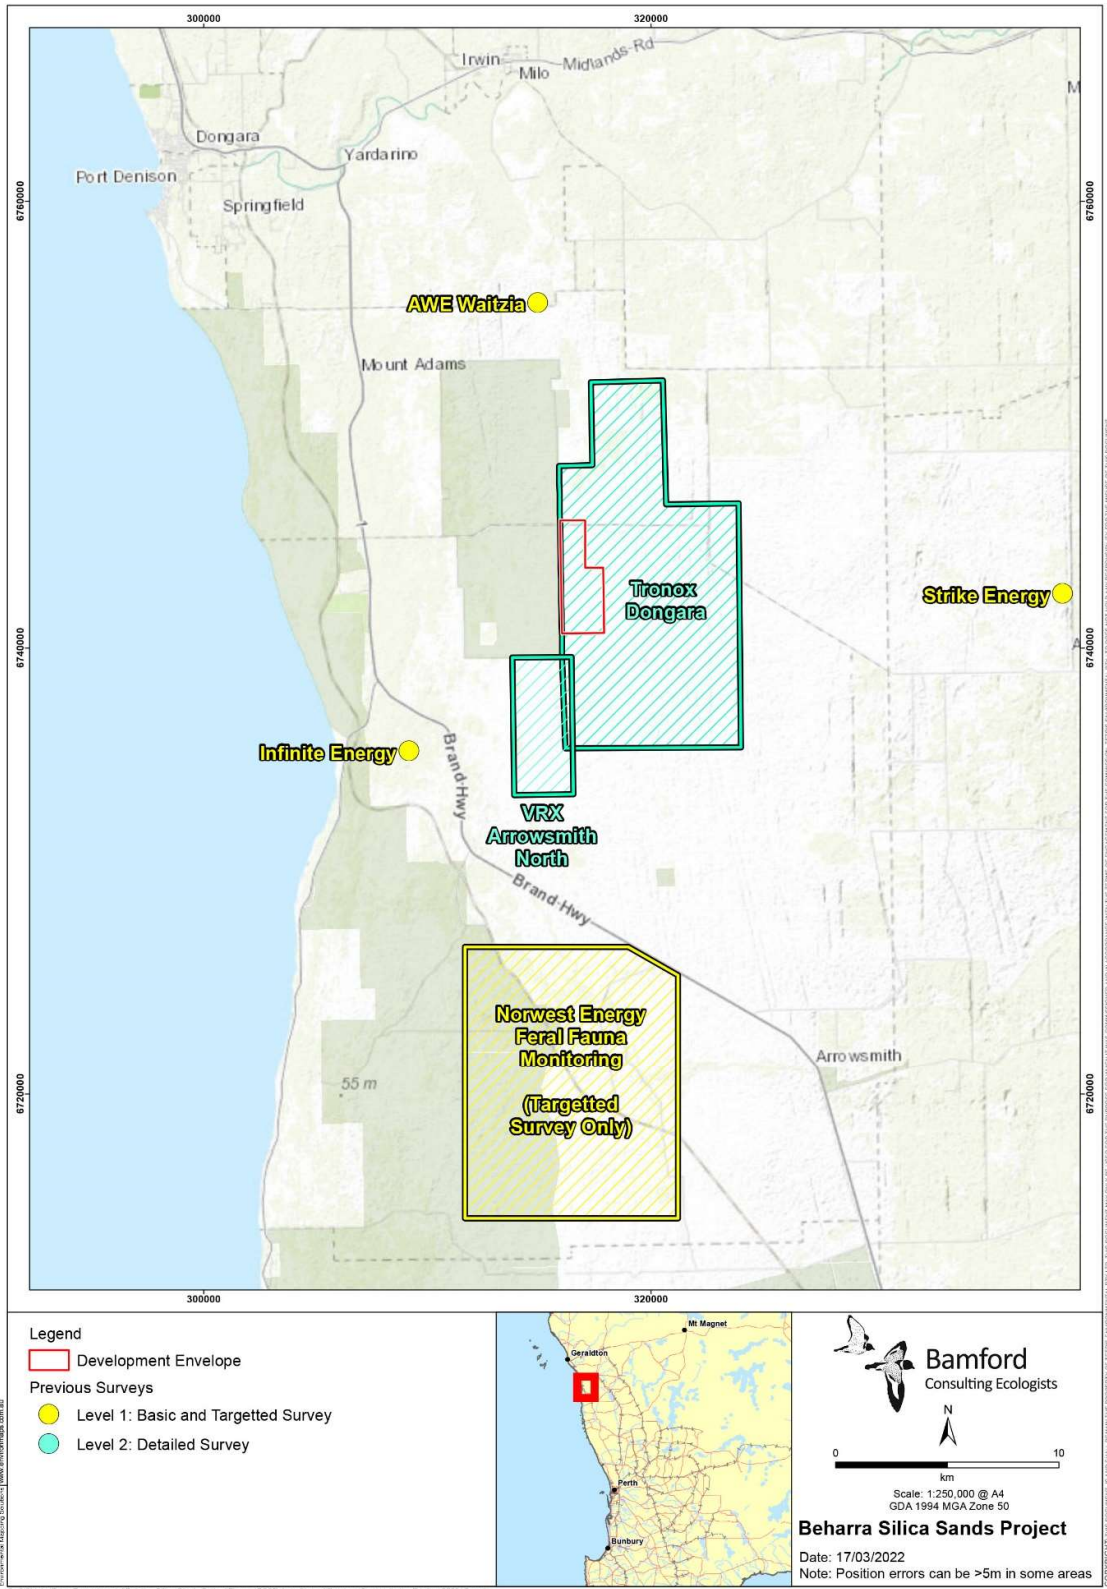 300000
320000
Irwin
Milo
Midlands-Rd
M
Dongara
Yardarino
Port Denison
Springfield
6760000
6760000
AWE Waitzia
Mount Adams
1
Tronox
Dongara
Strike Energy
6740000
6740000
A
Infinite Energy
Brand-Hwy
VRX
Arrowsmith
North
Brand-Hwy
Norwest Energy
Feral Fauna
Monitoring
(Targetted
Survey Only)
Arrowsmith
55 m
6720000
6720000
300000
320000
Legend
Development Envelope
Previous Surveys
Level 1: Basic and Targetted Survey
Level 2: Detailed Survey
Mt Magnet
Geraldton
Perth
Bunbury
Bamford
Consulting Ecologists
N
0
10
km
Scale: 1:250,000 @ A4
GDA 1994 MGA Zone 50
Beharra Silica Sands Project
Date: 17/03/2022
Note: Position errors can be >5m in some areas